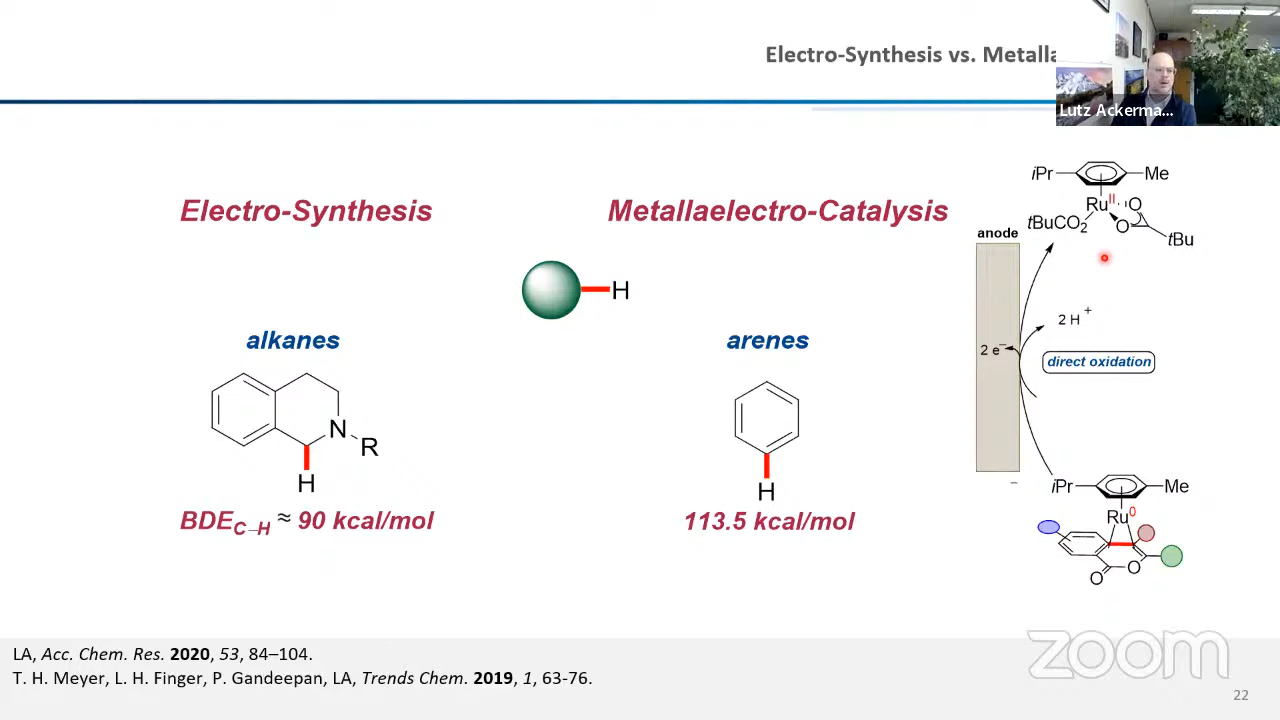 Electro-Synthesis vs. Metalla
Lutz Ackerma...
Electro-Synthesis
Metallaelectro-Catalysis
H
alkanes
arenes
N
R
H
BDEC–H ≈ 90 kcal/mol
H
113.5 kcal/mol
anode
iPr
Me
RuII
O
tBuCO2
O
tBu
2 H+
2 e–
direct oxidation
–
iPr
Me
Ru0
O
O
LA, Acc. Chem. Res. 2020, 53, 84–104.
T. H. Meyer, L. H. Finger, P. Gandeepan, LA, Trends Chem. 2019, 1, 63-76.
zoom
22